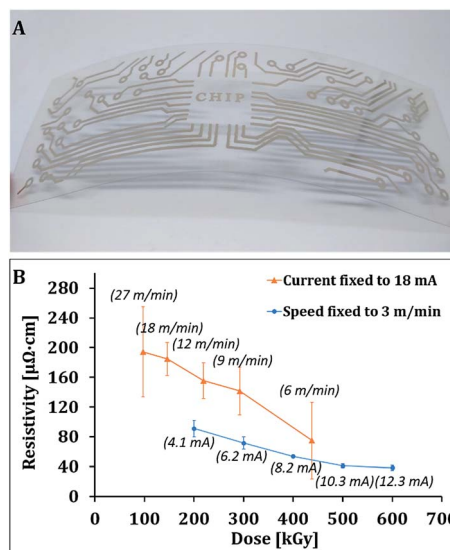 A
CHIP
B
Resistivity [μΩ·cm]
280
240
200
160
120
80
40
0
Current fixed to 18 mA
Speed fixed to 3 m/min
(27 m/min)
(18 m/min)
(12 m/min)
(9 m/min)
(6 m/min)
(4.1 mA)
(6.2 mA)
(8.2 mA)
(10.3 mA)
(12.3 mA)
0 100 200 300 400 500 600 700
Dose [kGy]